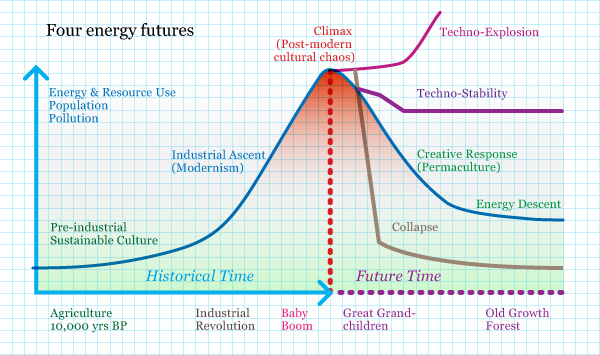 Four energy futures
Climax
(Post-modern
cultural chaos)
Techno-Explosion
Energy & Resource Use
Population
Pollution
Techno-Stability
Industrial Ascent
(Modernism)
Creative Response
(Permaculture)
Energy Descent
Pre-industrial
Sustainable Culture
Collapse
Historical Time
Future Time
Agriculture
10,000 yrs BP
Industrial
Revolution
Baby
Boom
Great Grand-
children
Old Growth
Forest